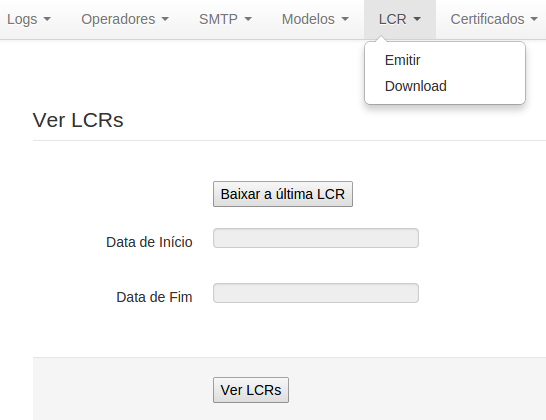 Logs Operadores SMTP Modelos LCR Certificados
Emitir
Download
Ver LCRs
Baixar a última LCR
Data de Início
Data de Fim
Ver LCRs